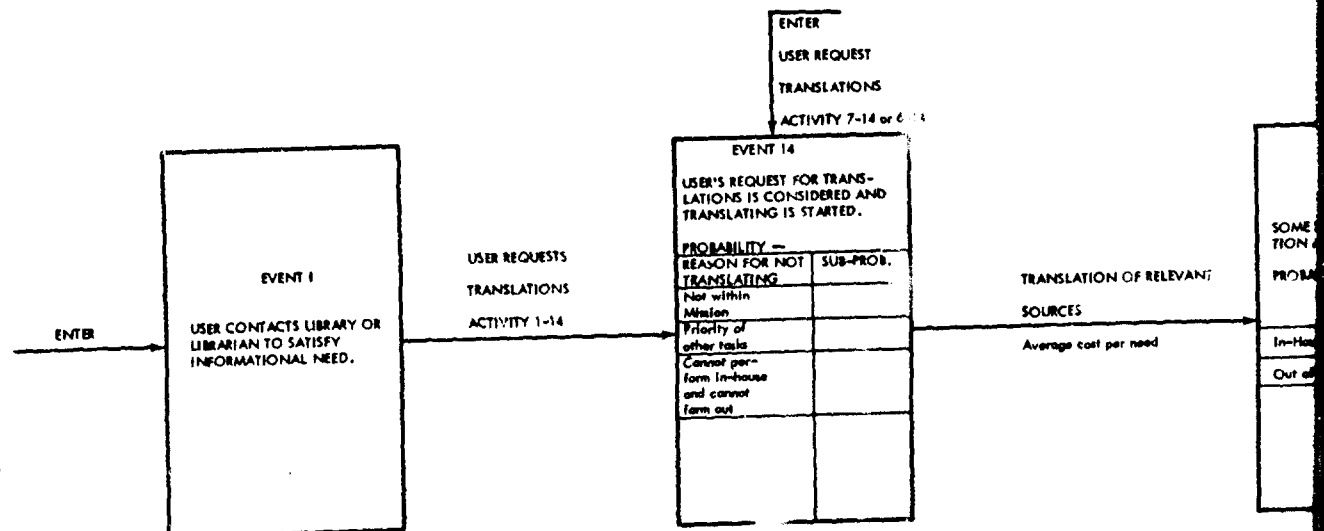 ENTER
USER REQUEST
TRANSLATIONS
ACTIVITY 7-14 or
EVENT 14
USER'S REQUEST FOR TRANS-
LATIONS IS CONSIDERED AND
TRANSLATING IS STARTED.
PROBABILITY —
REASON FOR NOT
TRANSLATING
SUB-PROB.
Not within
Mission
Priority of
other tasks
Cannot per-
form in-house
and cannot
farm out
ENTER
EVENT 1
USER CONTACTS LIBRARY OR
LIBRARIAN TO SATISFY
INFORMATIONAL NEED.
USER REQUESTS
TRANSLATIONS
ACTIVITY 1-14
TRANSLATION OF RELEVANT
SOURCES
Average cost per need
SOME
TION
Out of